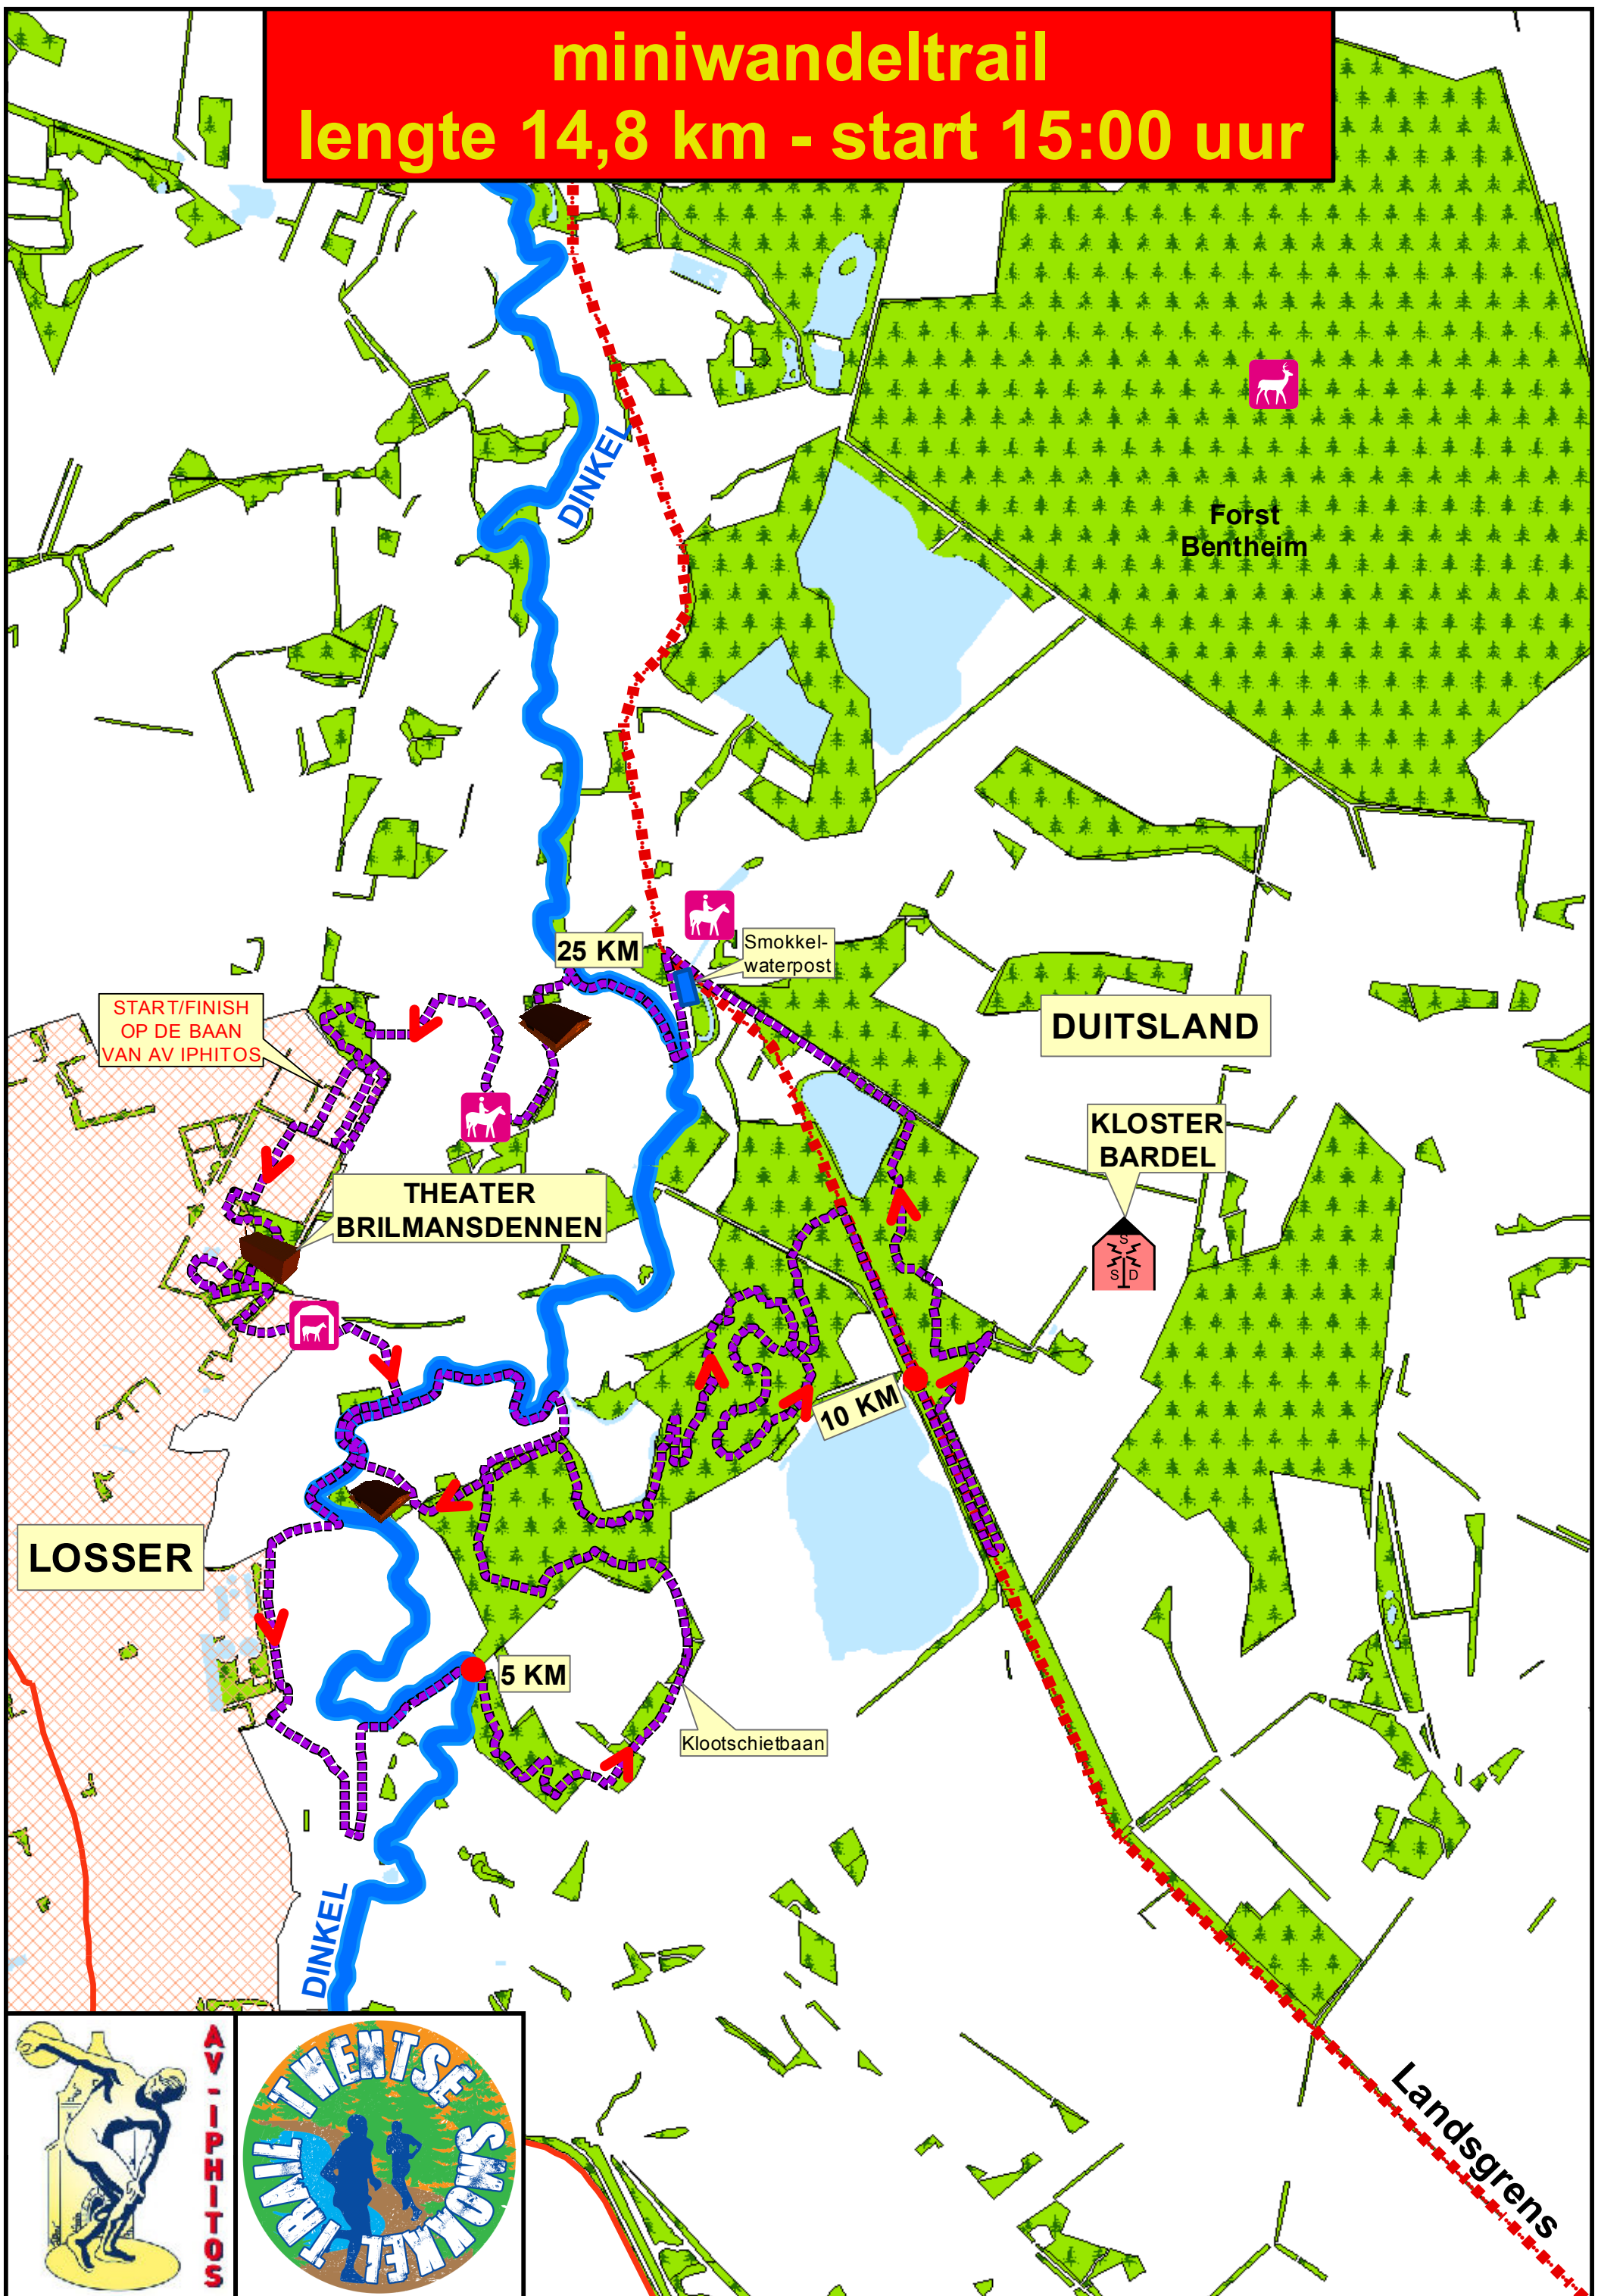 miniwandeltrail
lengte 14,8 km - start 15:00 uur
DINKEL
Forst
Bentheim
25 KM
Smokkel-
waterpost
START/FINISH
OP DE BAAN
VAN AV IPHITOS
DUITSLAND
KLOSTER
BARDEL
S
S D
THEATER
BRILMANSDENNEN
10 KM
LOSSER
5 KM
Klootschietbaan
DINKEL
Landsgrens
AV-IPHITOS
TWENTSE SMOKKEL TRAIL